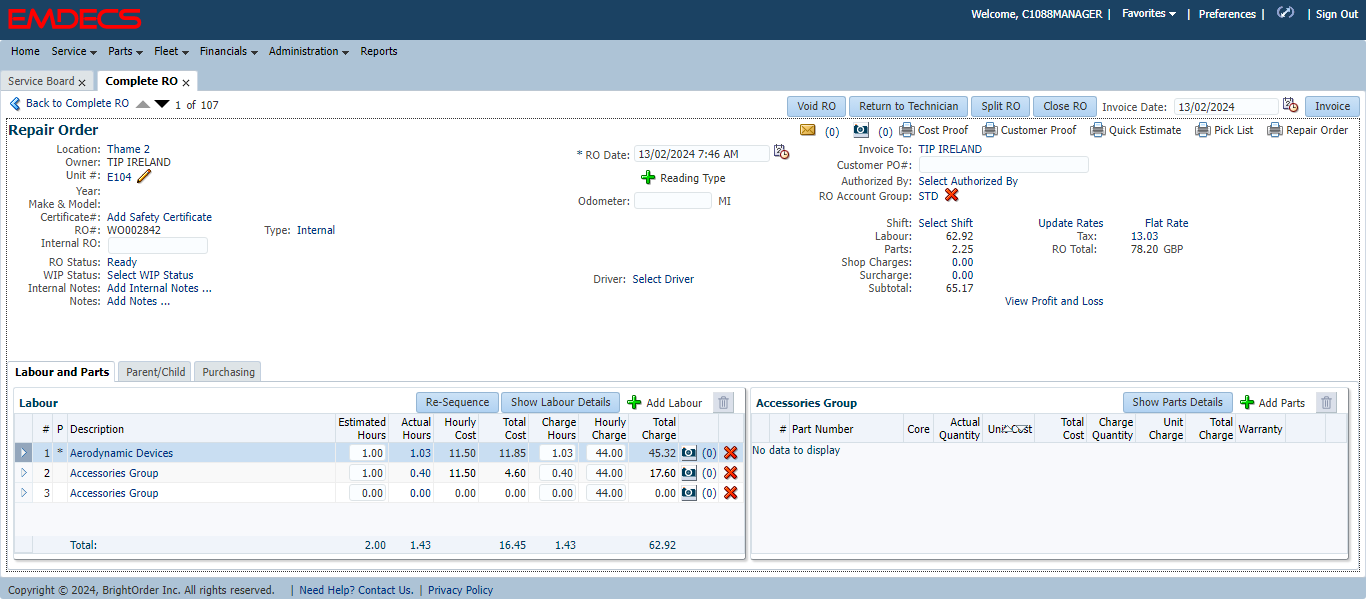 EMDECS
Welcome, C1088MANAGER | Favorites | Preferences | | Sign Out
Home Service Parts Fleet Financials Administration Reports
Service Board x Complete RO x
Back to Complete RO 1 of 107 Void RO Return to Technician Split RO Close RO Invoice Date: 13/02/2024 Invoice
Repair Order (0) (0) Cost Proof Customer Proof Quick Estimate Pick List Repair Order
Location: Thame 2 * RO Date: 13/02/2024 7:46 AM Invoice To: TIP IRELAND
Owner: TIP IRELAND Customer PO#:
Unit #: E104 Reading Type Authorized By: Select Authorized By
Year: RO Account Group: STD
Make & Model: Odometer: MI
Certificate#: Add Safety Certificate Shift: Select Shift Update Rates Flat Rate
RO#: WO002842 Type: Internal Labour: 62.92 Tax: 13.03
Internal RO: Parts: 2.25 RO Total: 78.20 GBP
RO Status: Ready Shop Charges: 0.00
WIP Status: Select WIP Status Driver: Select Driver Surcharge: 0.00
Internal Notes: Add Internal Notes ... Subtotal: 65.17
Notes: Add Notes ... View Profit and Loss
Labour and Parts Parent/Child Purchasing
Labour Re-Sequence Show Labour Details Add Labour Accessories Group Show Parts Details Add Parts
# P Description Estimated Hours Actual Hours Hourly Cost Total Cost Charge Hours Hourly Charge Total Charge # Part Number Core Actual Quantity Unit Cost Total Cost Charge Quantity Unit Charge Total Charge Warranty
1 * Aerodynamic Devices 1.00 1.03 11.50 11.85 1.03 44.00 45.32 (0) No data to display
2 Accessories Group 1.00 0.40 11.50 4.60 0.40 44.00 17.60 (0)
3 Accessories Group 0.00 0.00 0.00 0.00 0.00 44.00 0.00 (0)
Total: 2.00 1.43 16.45 1.43 62.92
Copyright © 2024, BrightOrder Inc. All rights reserved. | Need Help? Contact Us. | Privacy Policy